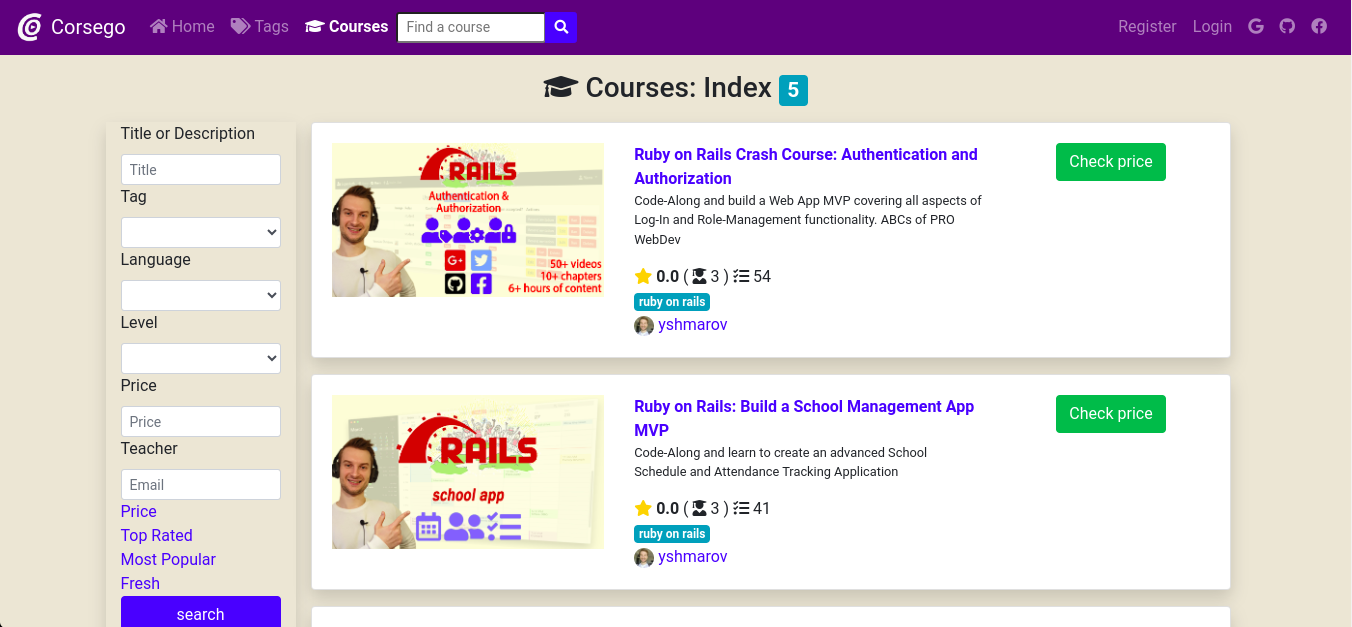 Corsego Home Tags Courses Find a course Register Login
Courses: Index 5
Title or Description
Title
Tag
Language
Level
Price
Price
Teacher
Email
Price
Top Rated
Most Popular
Fresh
search
RAILS
Authentication &
Authorization
50+ videos
10+ chapters
6+ hours of content
Ruby on Rails Crash Course: Authentication and
Authorization
Code-Along and build a Web App MVP covering all aspects of
Log-In and Role-Management functionality. ABCs of PRO
WebDev
0.0 ( 3 ) 54
ruby on rails
yshmarov
Check price
RAILS
school app
Ruby on Rails: Build a School Management App
MVP
Code-Along and learn to create an advanced School
Schedule and Attendance Tracking Application
0.0 ( 3 ) 41
ruby on rails
yshmarov
Check price